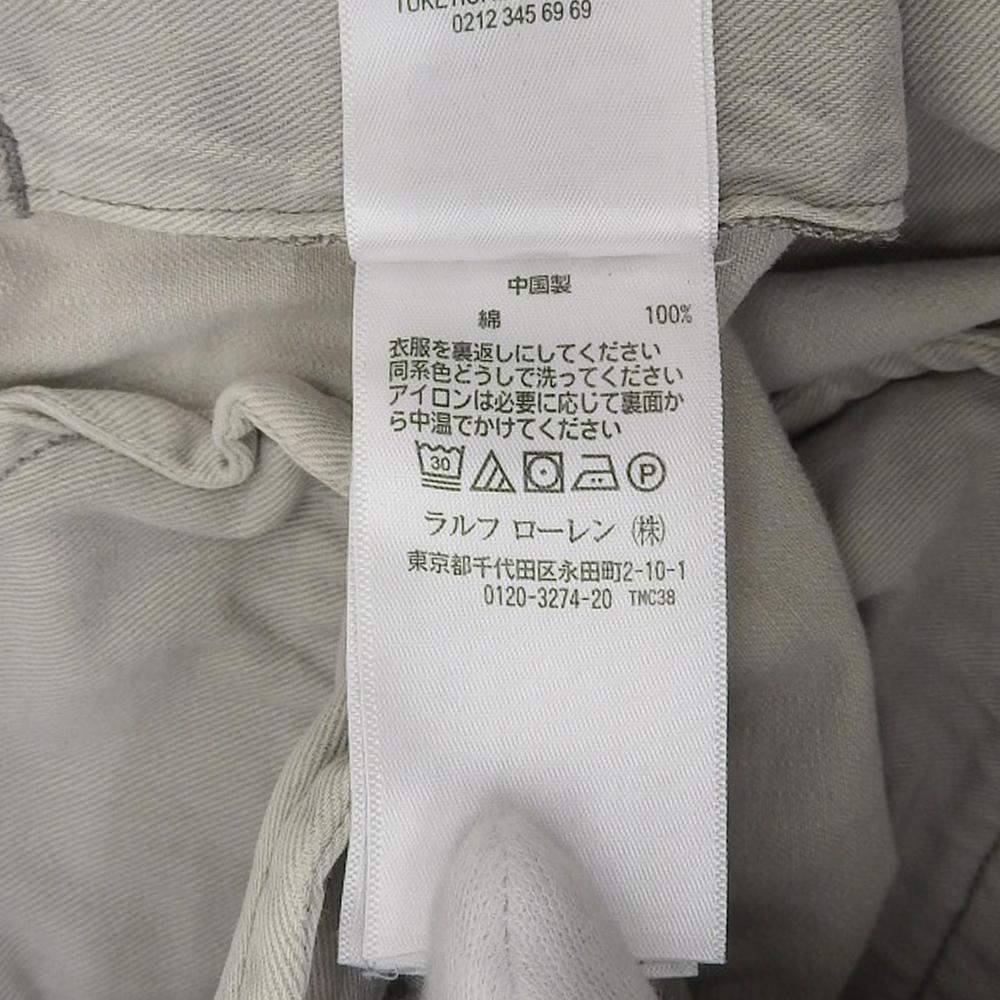 0212 345 69 69
中国製
綿 100%
衣服を裏返しにしてください
同系色どうしで洗ってください
アイロンは必要に応じて裏面か
ら中温でかけてください
30 P
ラルフ ローレン ㈱
東京都千代田区永田町2-10-1
0120-3274-20 TMC38